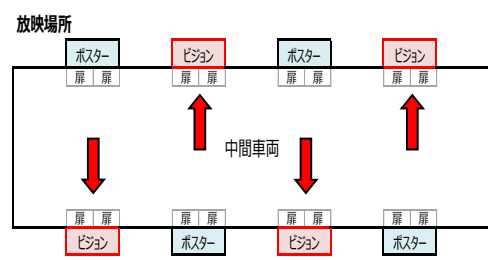 放映場所
ポスター ビジョン ポスター ビジョン
扉 扉 扉 扉 扉 扉 扉 扉
中間車両
扉 扉 扉 扉 扉 扉 扉 扉
ビジョン ポスター ビジョン ポスター